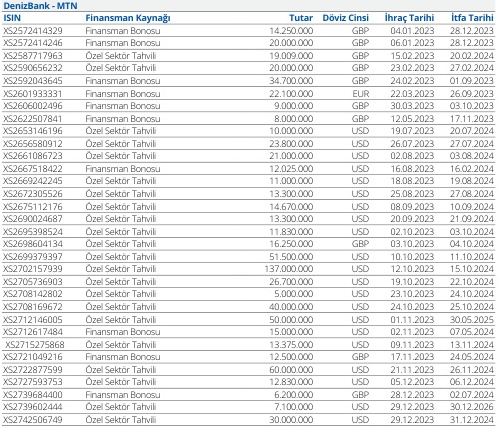 DenizBank - MTN
ISIN Finansman Kaynağı Tutar Döviz Cinsi İhraç Tarihi İtfa Tarihi
XS2572414329 Finansman Bonosu 14.250.000 GBP 04.01.2023 28.12.2023
XS2572414246 Finansman Bonosu 20.000.000 GBP 06.01.2023 28.12.2023
XS2587717963 Özel Sektör Tahvili 19.009.000 GBP 15.02.2023 20.02.2024
XS2590656232 Özel Sektör Tahvili 20.000.000 GBP 23.02.2023 27.02.2024
XS2592043645 Finansman Bonosu 34.700.000 GBP 24.02.2023 01.09.2023
XS2601933331 Finansman Bonosu 22.100.000 EUR 22.03.2023 26.09.2023
XS2606002496 Finansman Bonosu 9.000.000 GBP 30.03.2023 03.10.2023
XS2622507841 Finansman Bonosu 8.000.000 GBP 12.05.2023 17.11.2023
XS2653146196 Özel Sektör Tahvili 10.000.000 USD 19.07.2023 20.07.2024
XS2656580912 Özel Sektör Tahvili 23.800.000 USD 26.07.2023 27.07.2024
XS2661086723 Özel Sektör Tahvili 21.000.000 USD 02.08.2023 03.08.2024
XS2667518422 Finansman Bonosu 12.025.000 USD 16.08.2023 16.02.2024
XS2669242245 Özel Sektör Tahvili 11.000.000 USD 18.08.2023 19.08.2024
XS2672305526 Özel Sektör Tahvili 13.300.000 USD 25.08.2023 27.08.2024
XS2675112176 Özel Sektör Tahvili 14.670.000 USD 08.09.2023 10.09.2024
XS2690024687 Özel Sektör Tahvili 13.300.000 USD 20.09.2023 21.09.2024
XS2695398524 Özel Sektör Tahvili 11.830.000 USD 02.10.2023 03.10.2024
XS2698604134 Özel Sektör Tahvili 16.250.000 GBP 03.10.2023 04.10.2024
XS2699379397 Özel Sektör Tahvili 51.500.000 USD 10.10.2023 11.10.2024
XS2702157939 Özel Sektör Tahvili 137.000.000 USD 12.10.2023 15.10.2024
XS2705736903 Özel Sektör Tahvili 26.700.000 USD 19.10.2023 22.10.2024
XS2708142802 Özel Sektör Tahvili 5.000.000 USD 23.10.2023 24.10.2024
XS2708169672 Özel Sektör Tahvili 40.000.000 USD 24.10.2023 25.10.2024
XS2712146005 Özel Sektör Tahvili 50.000.000 USD 01.11.2023 30.05.2025
XS2712617484 Finansman Bonosu 15.000.000 USD 02.11.2023 07.05.2024
XS2715275868 Özel Sektör Tahvili 13.375.000 USD 09.11.2023 13.11.2024
XS2721049216 Finansman Bonosu 12.500.000 GBP 17.11.2023 24.05.2024
XS2722877599 Özel Sektör Tahvili 60.000.000 USD 21.11.2023 26.11.2024
XS2727593753 Özel Sektör Tahvili 12.830.000 USD 05.12.2023 06.12.2024
XS2739684400 Finansman Bonosu 6.200.000 GBP 28.12.2023 02.07.2024
XS2739602444 Özel Sektör Tahvili 7.100.000 USD 29.12.2023 30.12.2026
XS2742506749 Özel Sektör Tahvili 30.000.000 USD 29.12.2023 31.12.2024